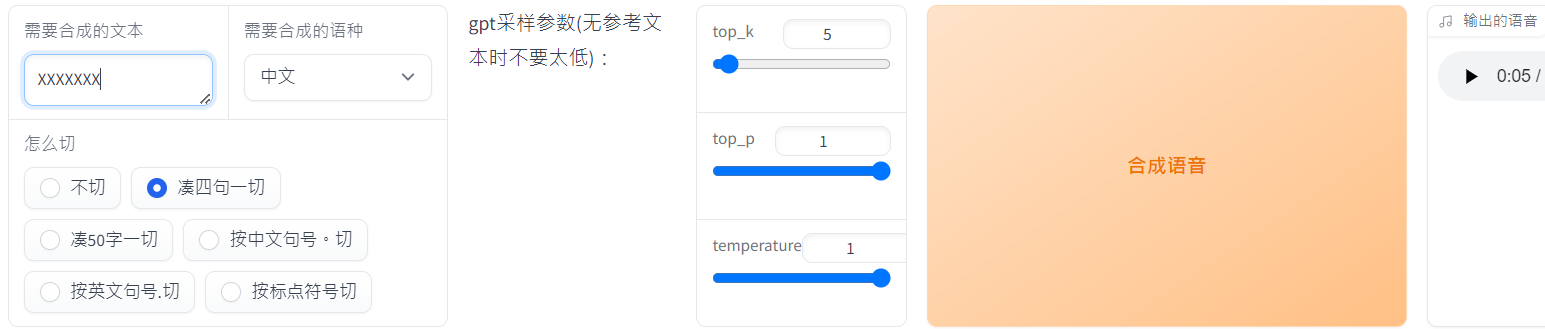 需要合成的文本
xxxxxxx
需要合成的语种
中文
怎么切
不切
凑四句一切
凑50字一切
按中文句号。切
按英文句号.切
按标点符号切
gpt采样参数(无参考文
本时不要太低)：
top_k
5
top_p
1
temperature
1
合成语音
输出的语音
0:05 /